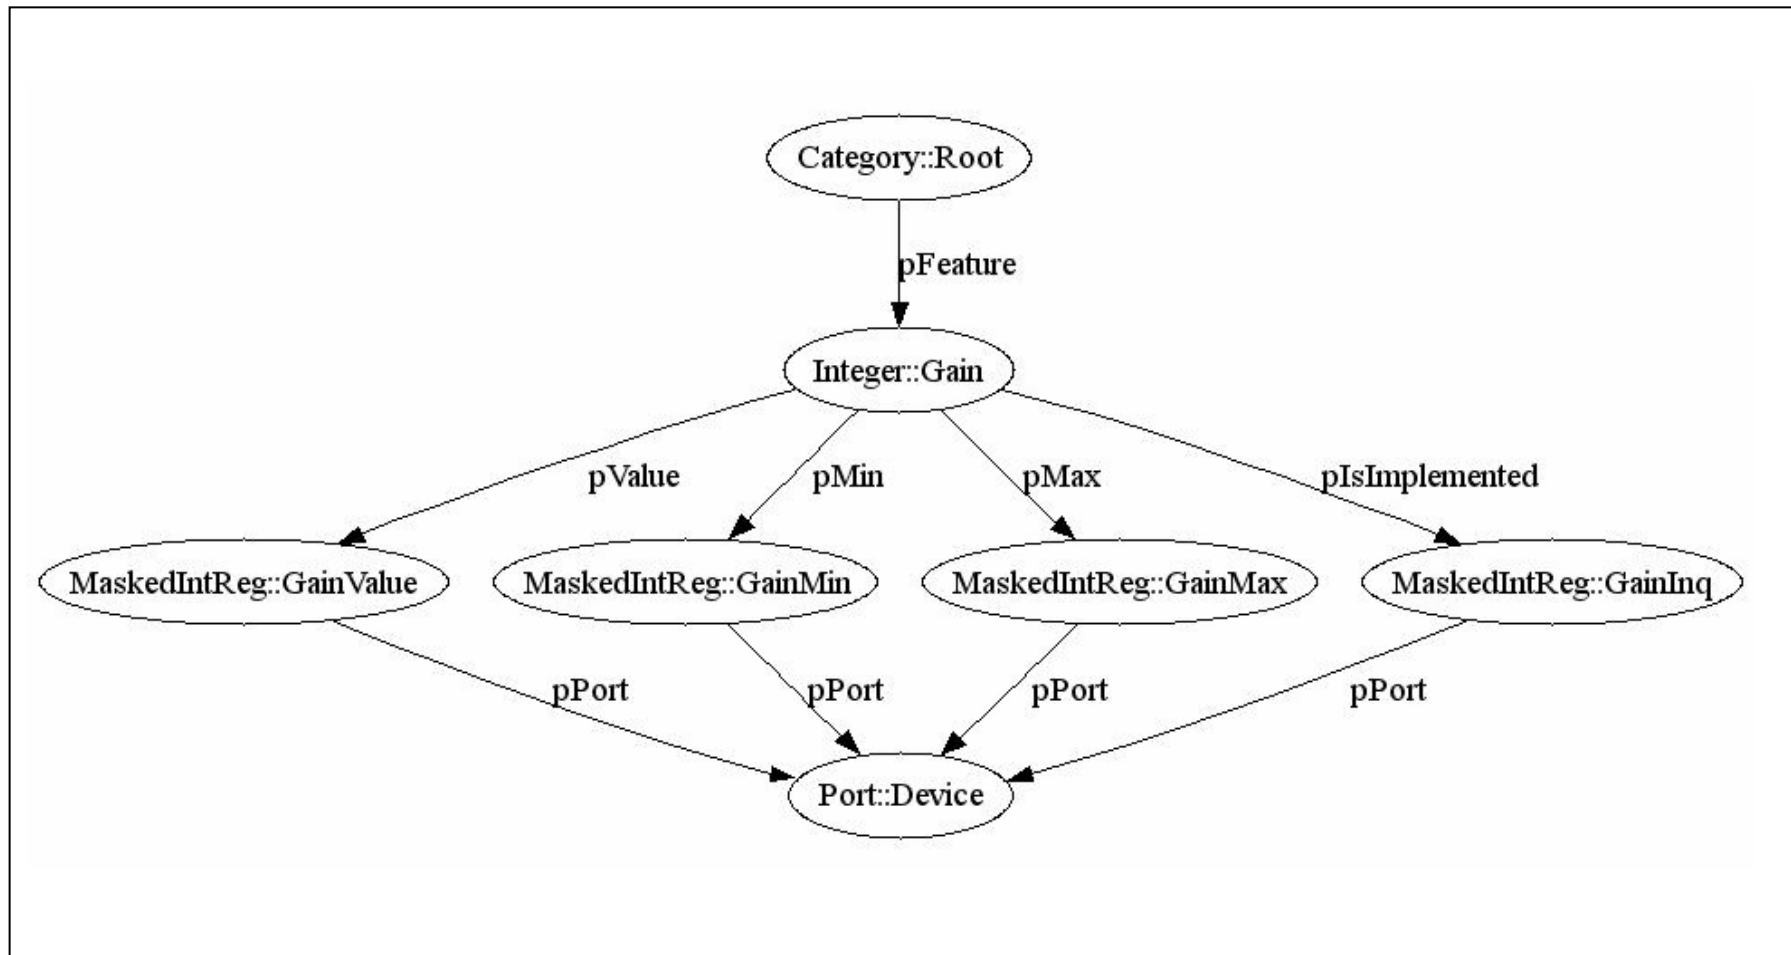 Category::Root
pFeature
Integer::Gain
pValue
pMin
pMax
pIsImplemented
MaskedIntReg::GainValue
MaskedIntReg::GainMin
MaskedIntReg::GainMax
MaskedIntReg::GainInq
pPort
pPort
pPort
pPort
Port::Device